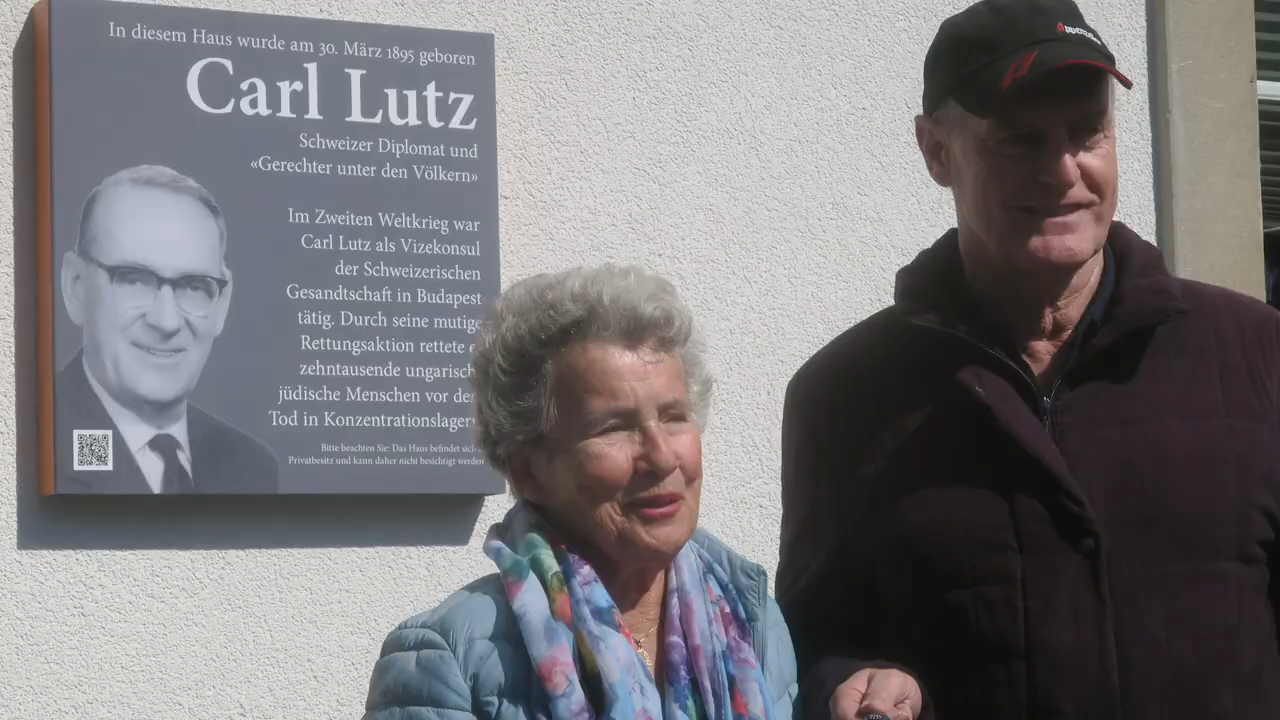 In diesem Haus wurde am 30. März 1895 geboren
Carl Lutz
Schweizer Diplomat und
«Gerechter unter den Völkern»
Im Zweiten Weltkrieg war
Carl Lutz als Vizekonsul
der Schweizerischen
Gesandtschaft in Budapest
tätig. Durch seine mutige
Rettungsaktion rettete
zehntausende ungarisch
jüdische Menschen vor de
Tod in Konzentrationslager
Bitte beachten Sie: Das Haus befindet sich
Privatbesitz und kann daher nicht besichtigt werden